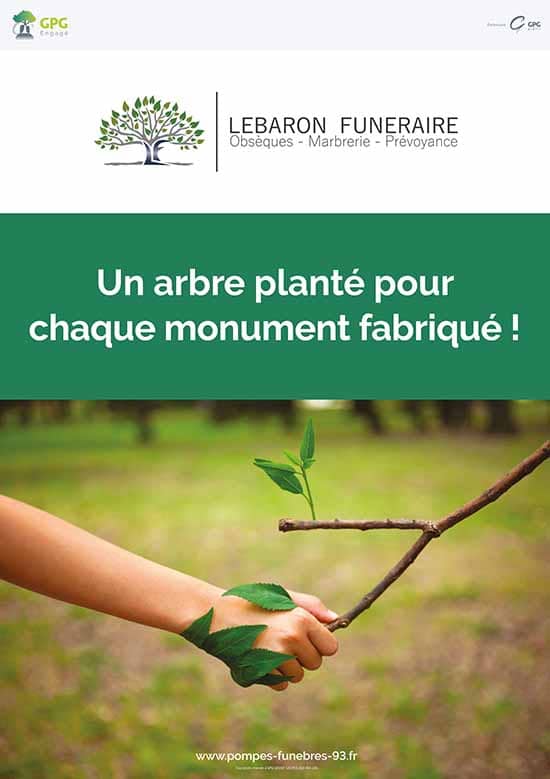 GPG
Engagé
GPG
LEBARON FUNERAIRE
Obsèques - Marbrerie - Prévoyance
Un arbre planté pour
chaque monument fabriqué !
www.pompes-funebres-93.fr